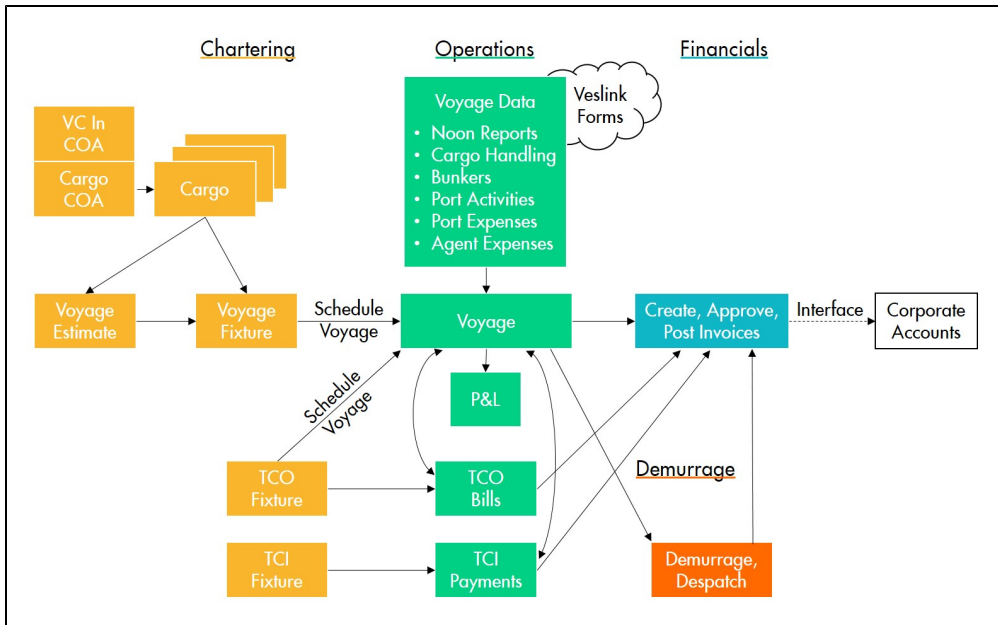 Chartering
Operations
Financials
VC In
COA
Cargo
COA
Cargo
Voyage Data
• Noon Reports
• Cargo Handling
• Bunkers
• Port Activities
• Port Expenses
• Agent Expenses
Veslink
Forms
Voyage
Estimate
Voyage
Fixture
Schedule
Voyage
Voyage
Create, Approve,
Post Invoices
Interface
Corporate
Accounts
P&L
Schedule
Voyage
TCO
Fixture
TCO
Bills
Demurrage
TCI
Fixture
TCI
Payments
Demurrage,
Despatch